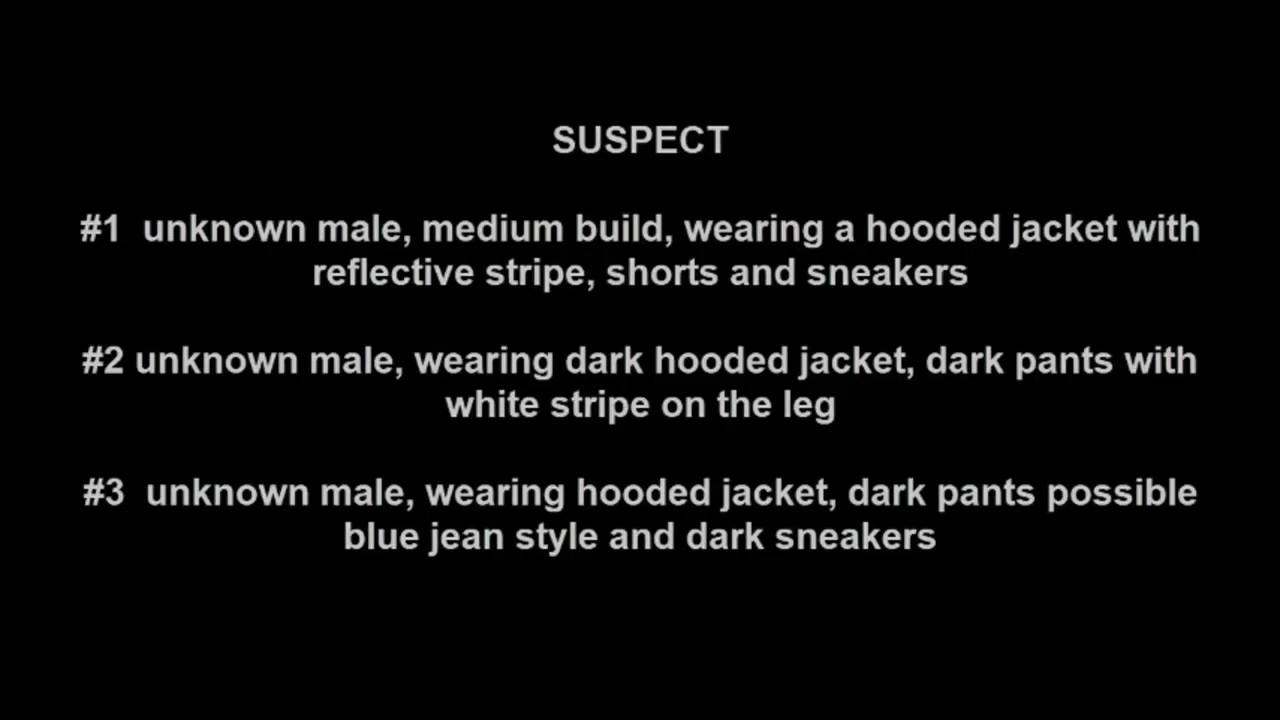 SUSPECT
#1  unknown male, medium build, wearing a hooded jacket with
reflective stripe, shorts and sneakers
#2 unknown male, wearing dark hooded jacket, dark pants with
white stripe on the leg
#3  unknown male, wearing hooded jacket, dark pants possible
blue jean style and dark sneakers